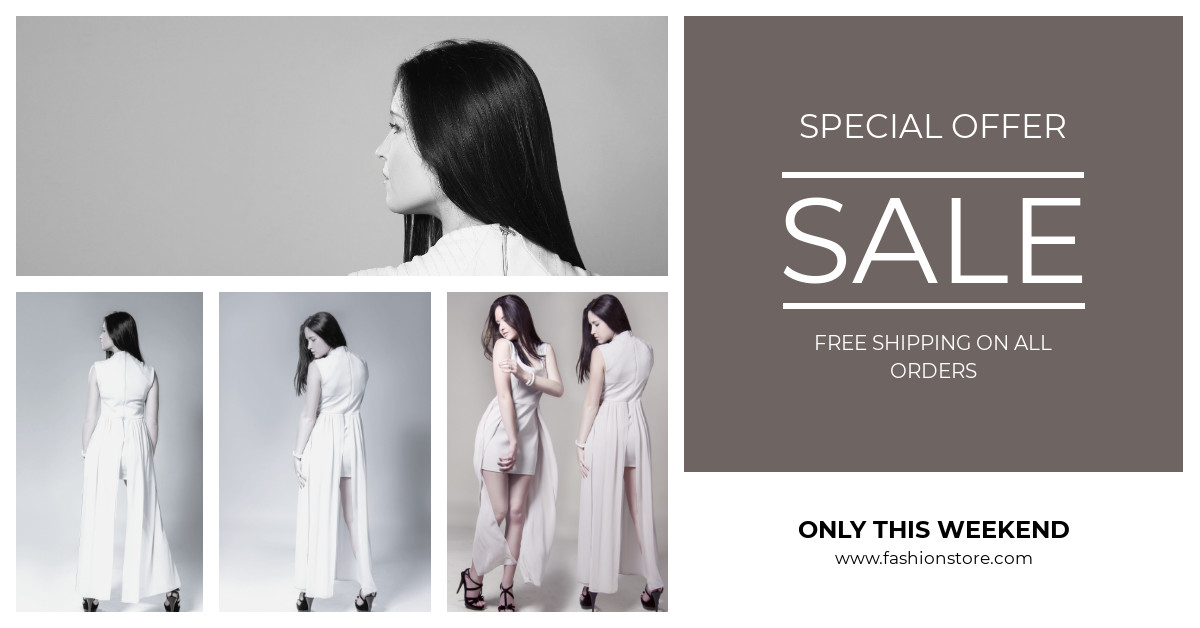 SPECIAL OFFER
SALE
FREE SHIPPING ON ALL
ORDERS
ONLY THIS WEEKEND
www.fashionstore.com